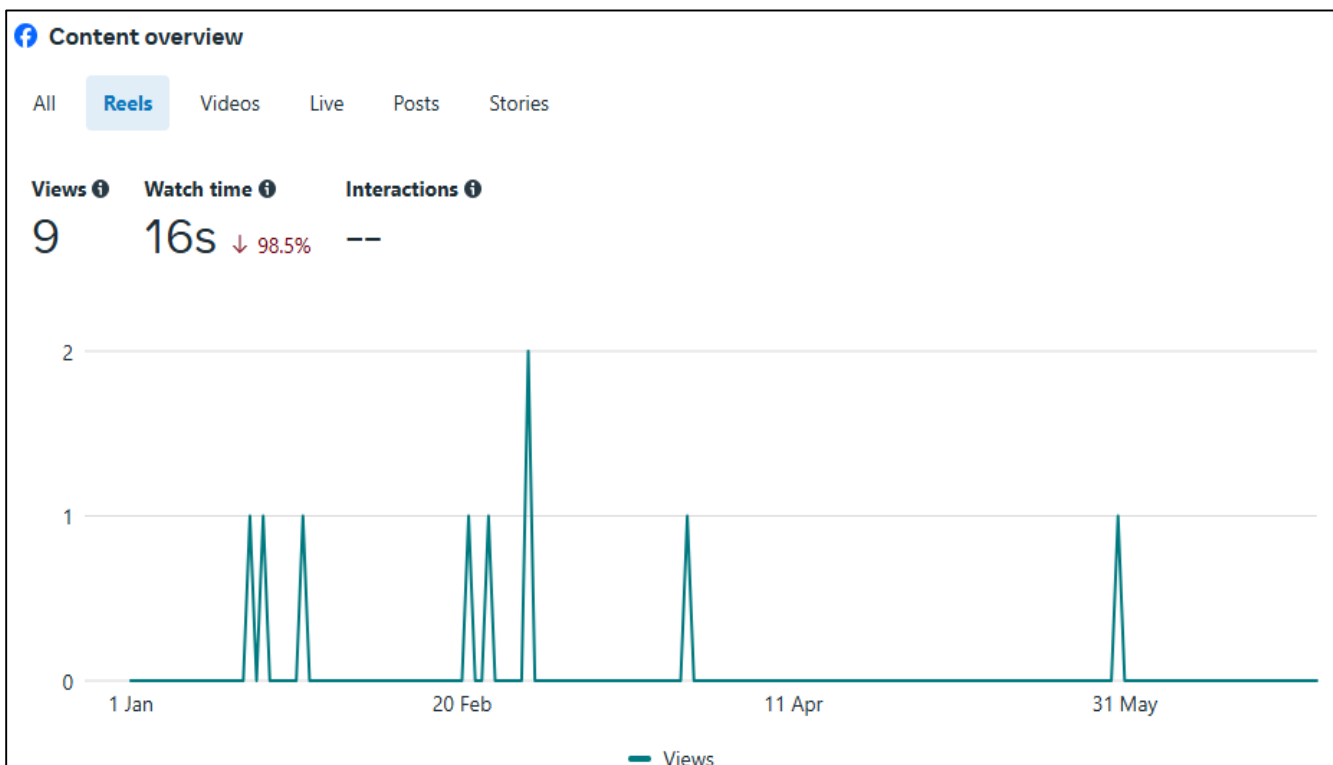 Content overview
All Reels Videos Live Posts Stories
Views Watch time Interactions
9 16s ↓ 98.5% --
2
1
0
1 Jan 20 Feb 11 Apr 31 May
Views